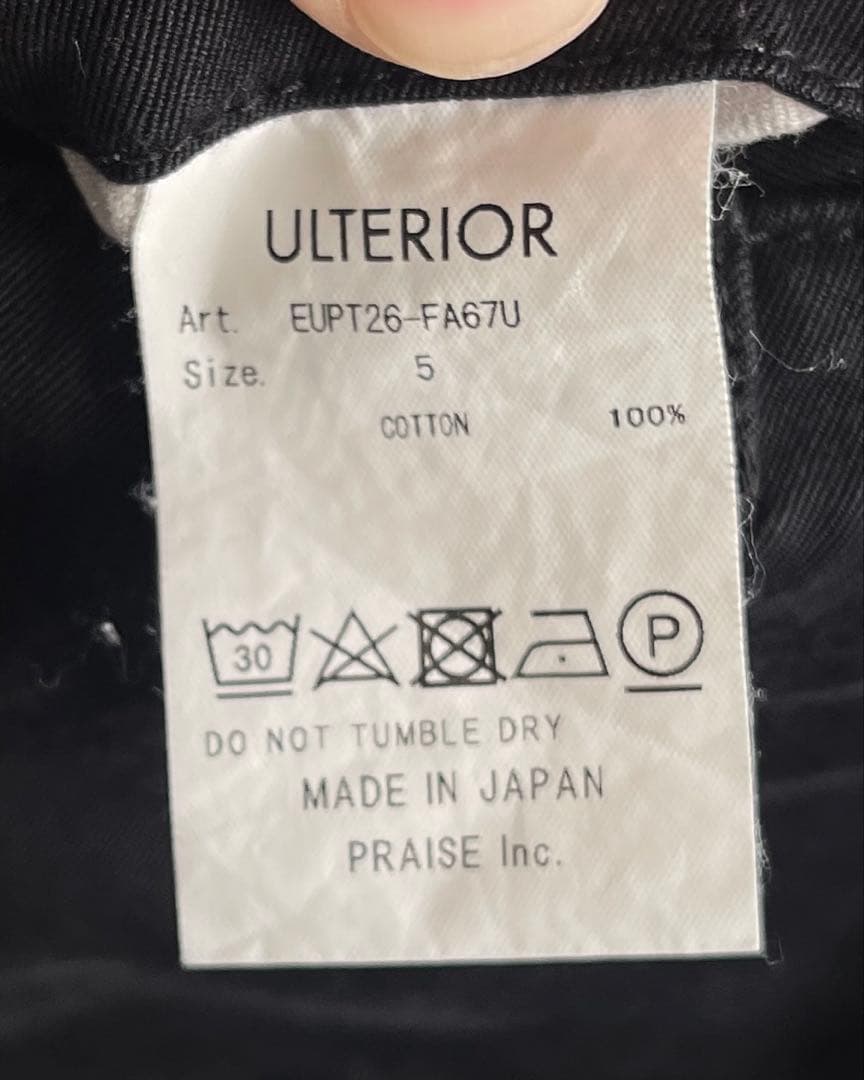 ULTERIOR
Art. EUPT26-FA67U
Size. 5
COTTON 100%
30 P
DO NOT TUMBLE DRY
MADE IN JAPAN
PRAISE Inc.